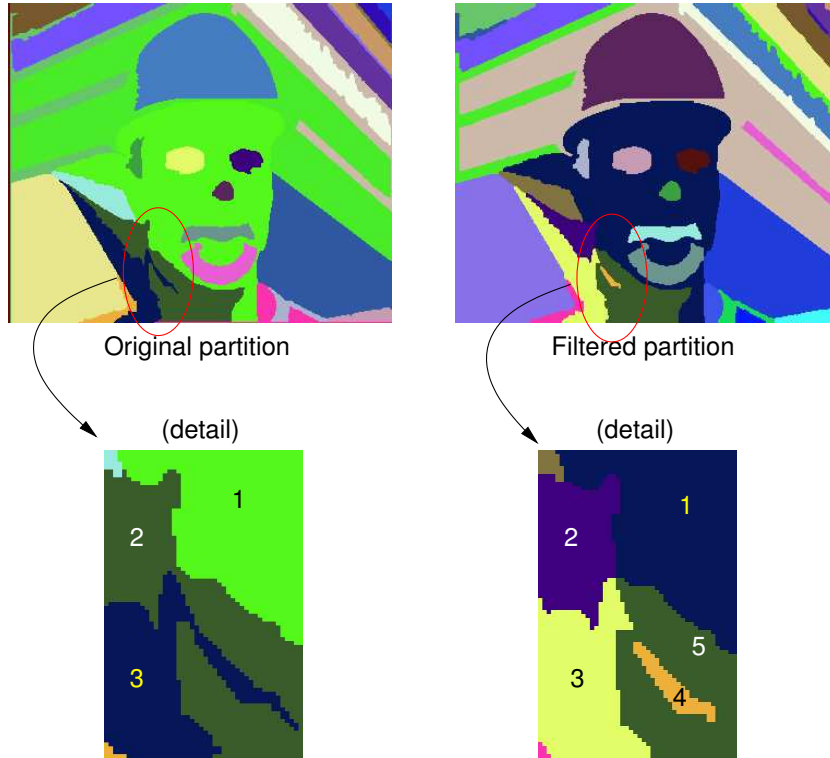 Original partition
Filtered partition
(detail)
(detail)
1
2
3
1
2
5
3
4